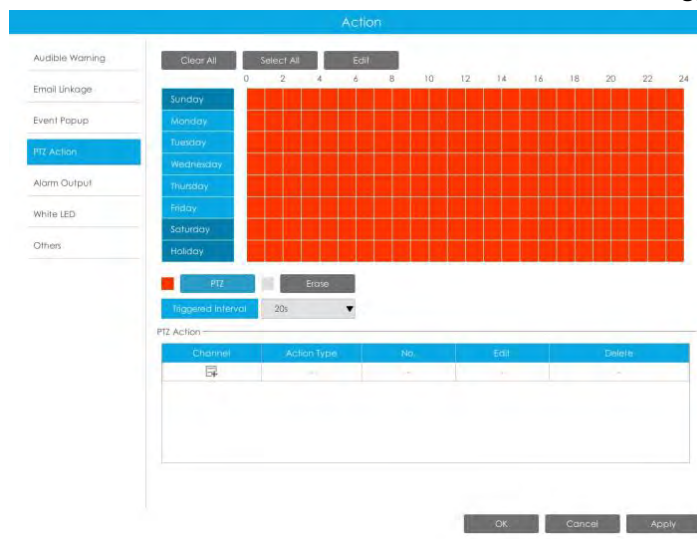 Action
Audible Warning
Email Linkage
Event Popup
PTZ Action
Alarm Output
White LED
Others
Clear All Select All Edit
0 2 4 6 8 10 12 14 16 18 20 22 24
Sunday
Monday
Tuesday
Wednesday
Thursday
Friday
Saturday
Holiday
PTZ Erase
Triggered Interval 20s
PTZ Action
Channel Action Type No. Edit Delete
- - - -
OK Cancel Apply